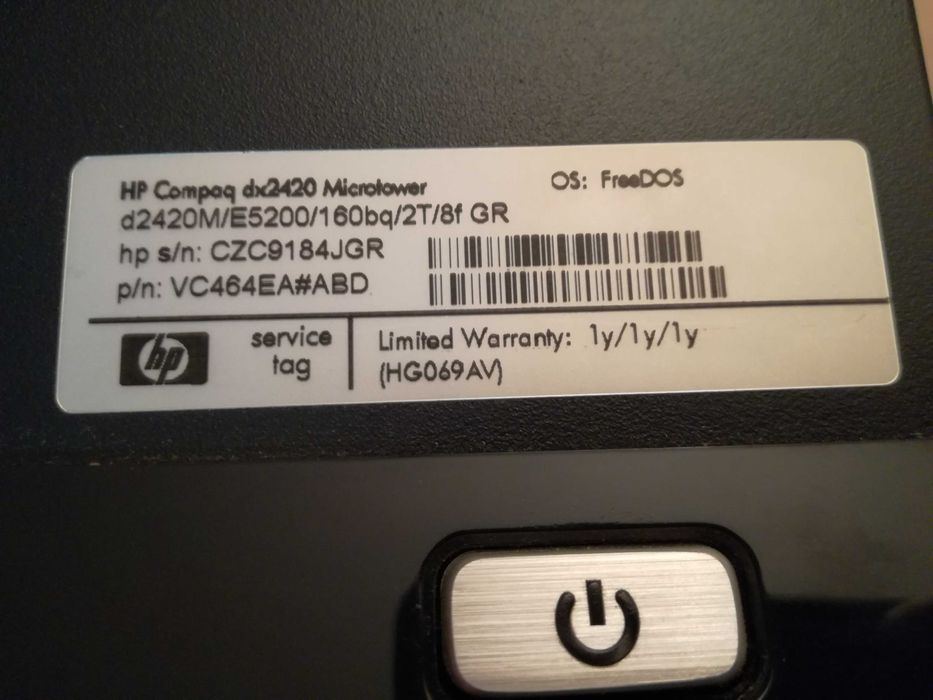 HP Compaq dx2420 Microtower
OS: FreeDOS
d2420M/E5200/160bq/2T/8f GR
hp s/n: CZC9184JGR
p/n: VC464EA#ABD
hp
service
tag
Limited Warranty: 1y/1y/1y
(HG069AV)